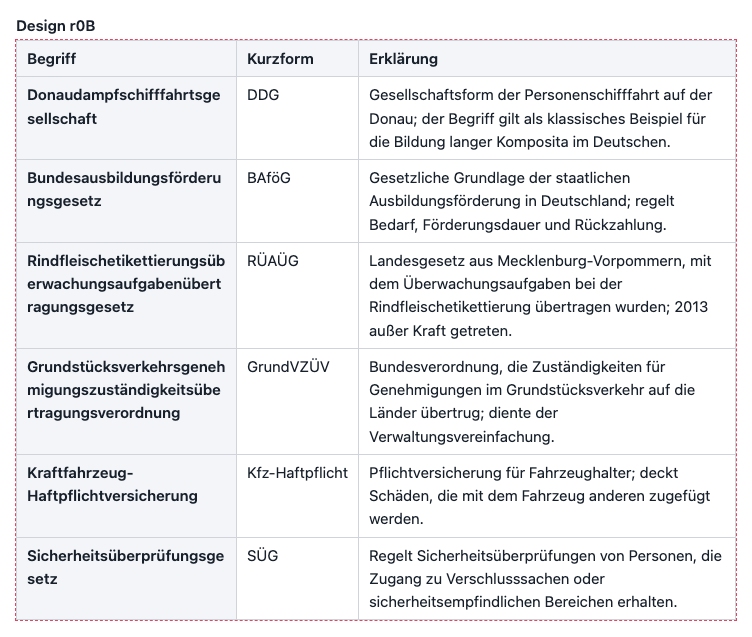 Design r0B
Begriff Kurzform Erklärung
Donaudampfschifffahrtsge DDG Gesellschaftsform der Personenschifffahrt auf der
sellschaft Donau; der Begriff gilt als klassisches Beispiel für
die Bildung langer Komposita im Deutschen.
Bundesausbildungsförderu BAföG Gesetzliche Grundlage der staatlichen
ngsgesetz Ausbildungsförderung in Deutschland; regelt
Bedarf, Förderungsdauer und Rückzahlung.
Rindfleischetikettierungsüb RÜAÜG Landesgesetz aus Mecklenburg-Vorpommern, mit
erwachungsaufgabenübert dem Überwachungsaufgaben bei der
ragungsgesetz Rindfleischetikettierung übertragen wurden; 2013
außer Kraft getreten.
Grundstücksverkehrsgeneh GrundVZÜV Bundesverordnung, die Zuständigkeiten für
migungszuständigkeitsübe Genehmigungen im Grundstücksverkehr auf die
rtragungsverordnung Länder übertrug; diente der
Verwaltungsvereinfachung.
Kraftfahrzeug- Kfz-Haftpflicht Pflichtversicherung für Fahrzeughalter; deckt
Haftpflichtversicherung Schäden, die mit dem Fahrzeug anderen zugefügt
werden.
Sicherheitsüberprüfungsge SÜG Regelt Sicherheitsüberprüfungen von Personen, die
setz Zugang zu Verschlusssachen oder
sicherheitsempfindlichen Bereichen erhalten.